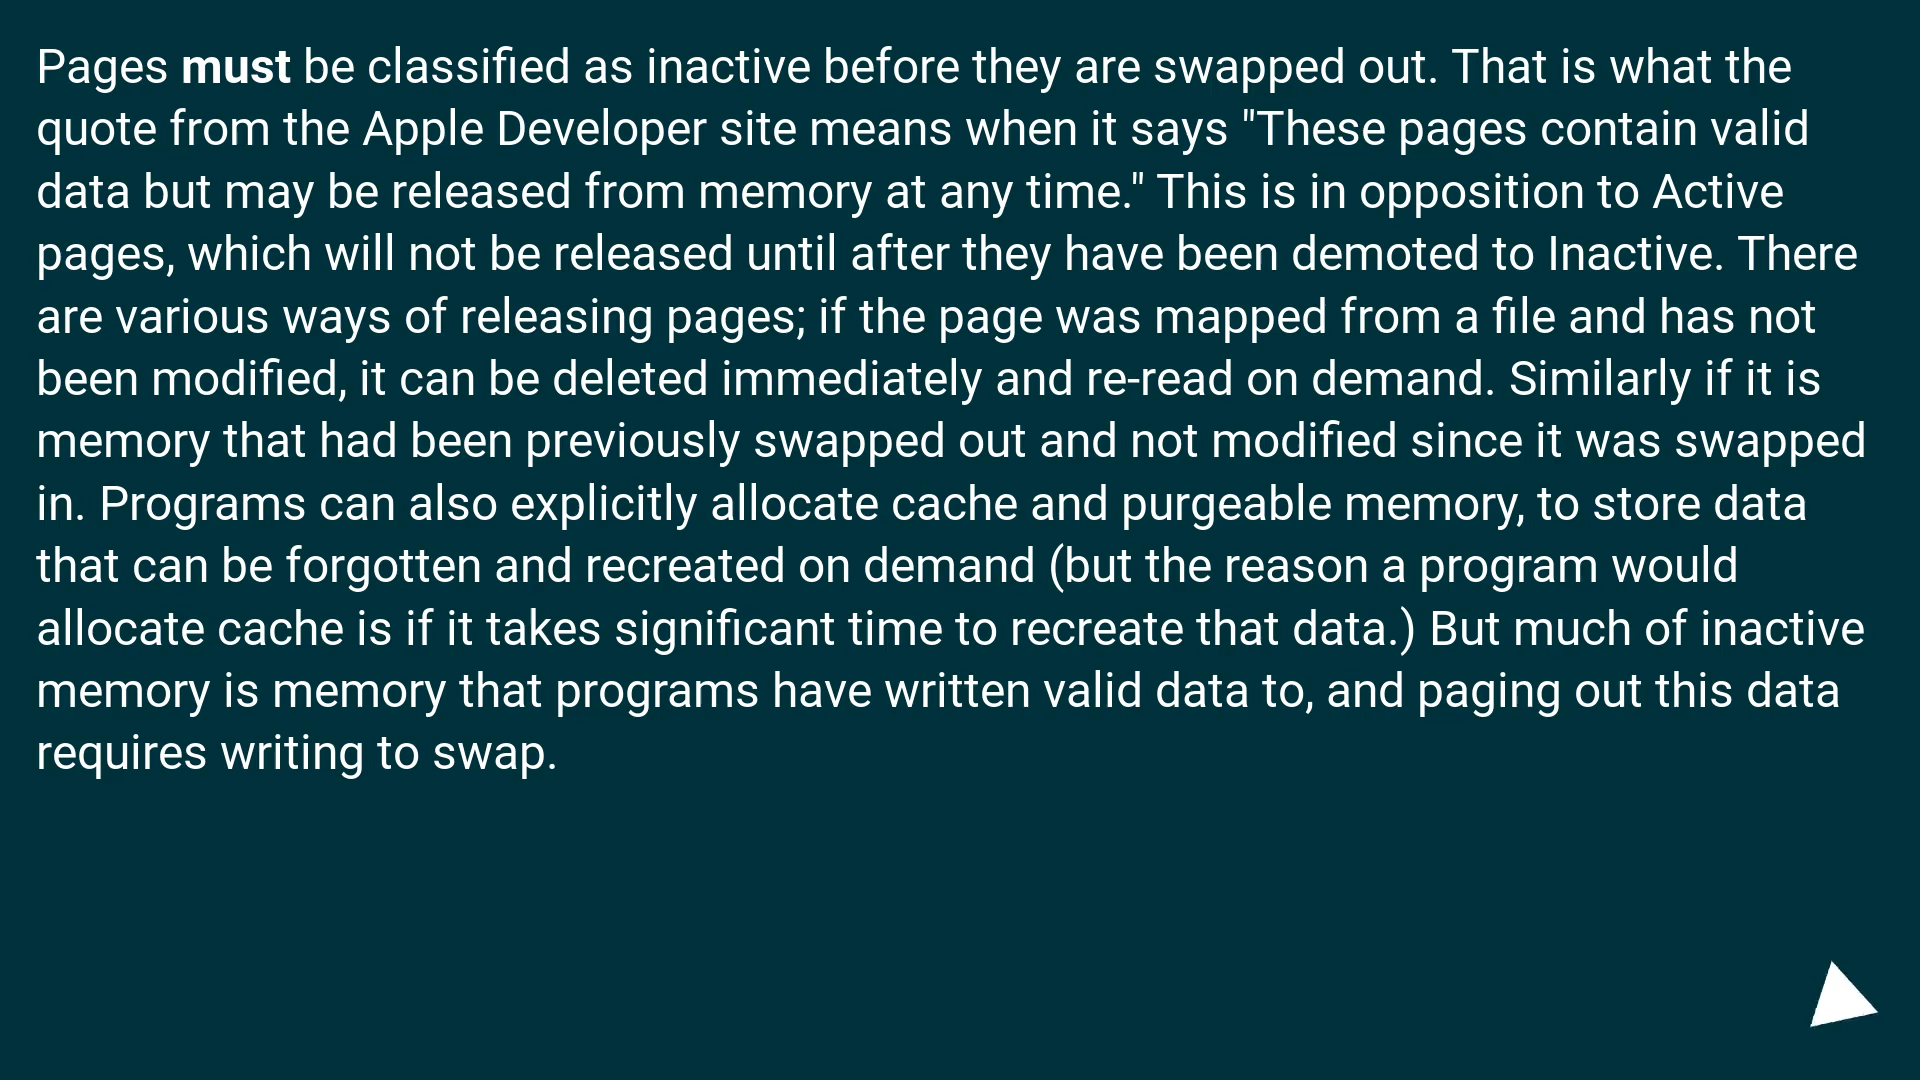 Pages must be classified as inactive before they are swapped out. That is what the
quote from the Apple Developer site means when it says "These pages contain valid
data but may be released from memory at any time." This is in opposition to Active
pages, which will not be released until after they have been demoted to Inactive. There
are various ways of releasing pages; if the page was mapped from a file and has not
been modified, it can be deleted immediately and re-read on demand. Similarly if it is
memory that had been previously swapped out and not modified since it was swapped
in. Programs can also explicitly allocate cache and purgeable memory, to store data
that can be forgotten and recreated on demand (but the reason a program would
allocate cache is if it takes significant time to recreate that data.) But much of inactive
memory is memory that programs have written valid data to, and paging out this data
requires writing to swap.